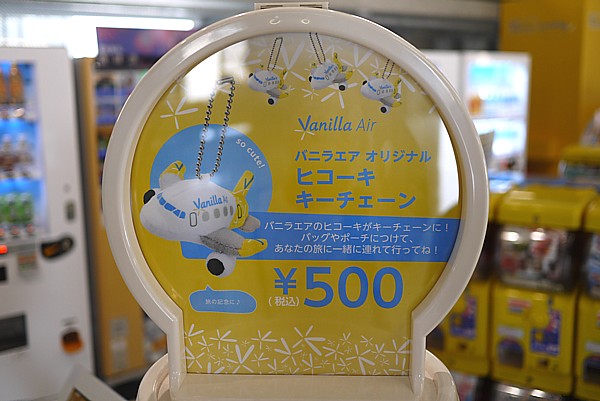 Vanilla Air
so cute!
バニラエア オリジナル
ヒコーキ
キーチェーン
Vanilla Air
バニラエアのヒコーキがキーチェーンに!
バッグやポーチにつけて、
あなたの旅に一緒に連れて行ってね!
旅の記念に♪
¥500
(税込)